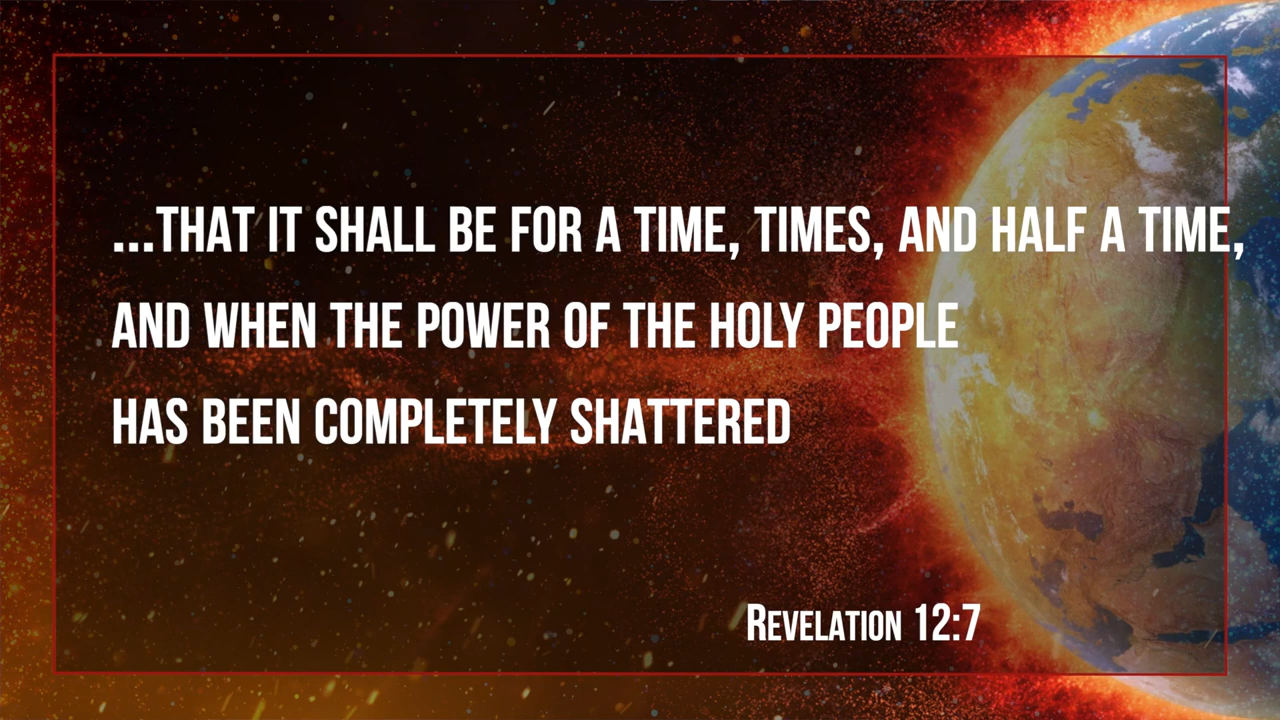 ...THAT IT SHALL BE FOR A TIME, TIMES, AND HALF A TIME,
AND WHEN THE POWER OF THE HOLY PEOPLE
HAS BEEN COMPLETELY SHATTERED
REVELATION 12:7